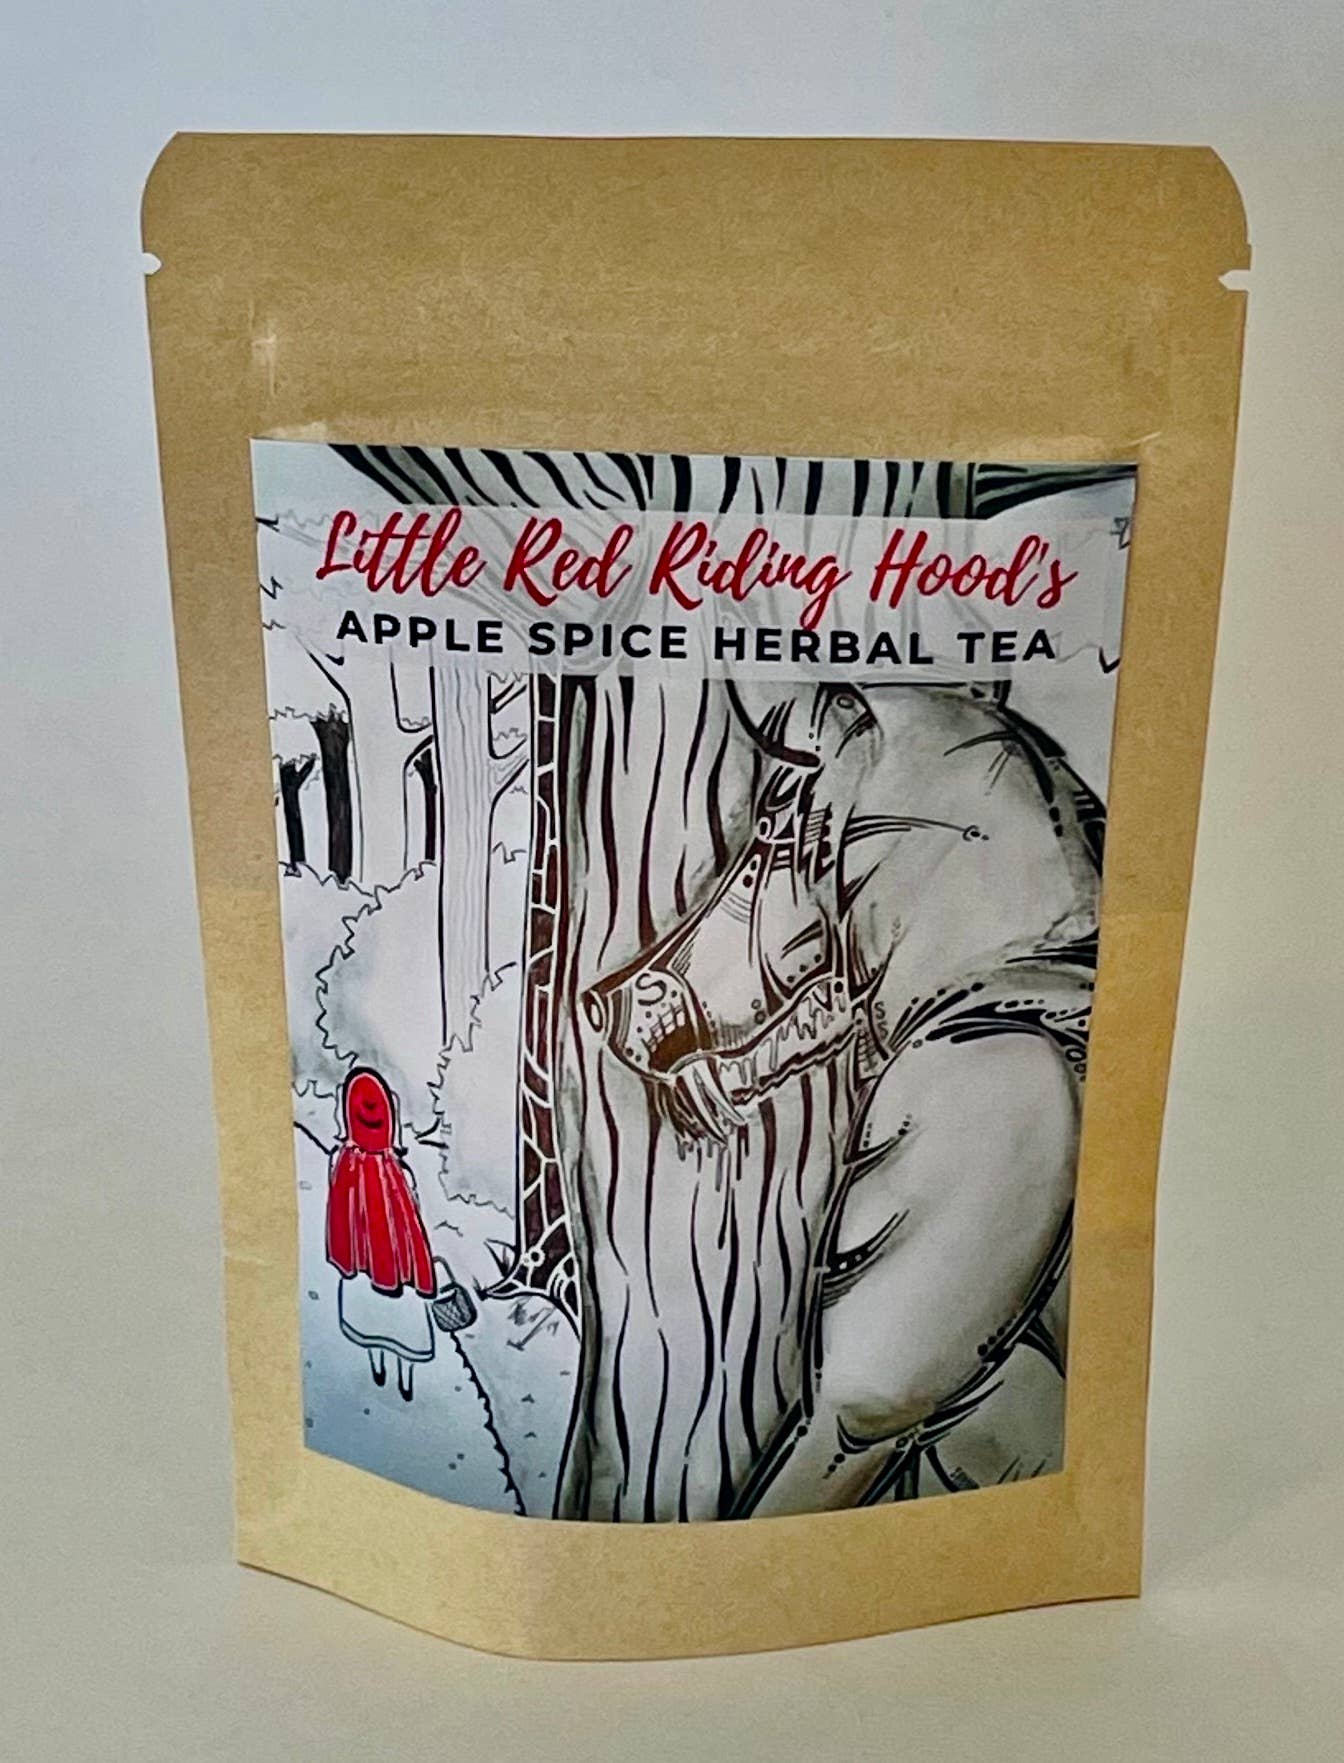 Little Red Riding Hood's
APPLE SPICE HERBAL TEA